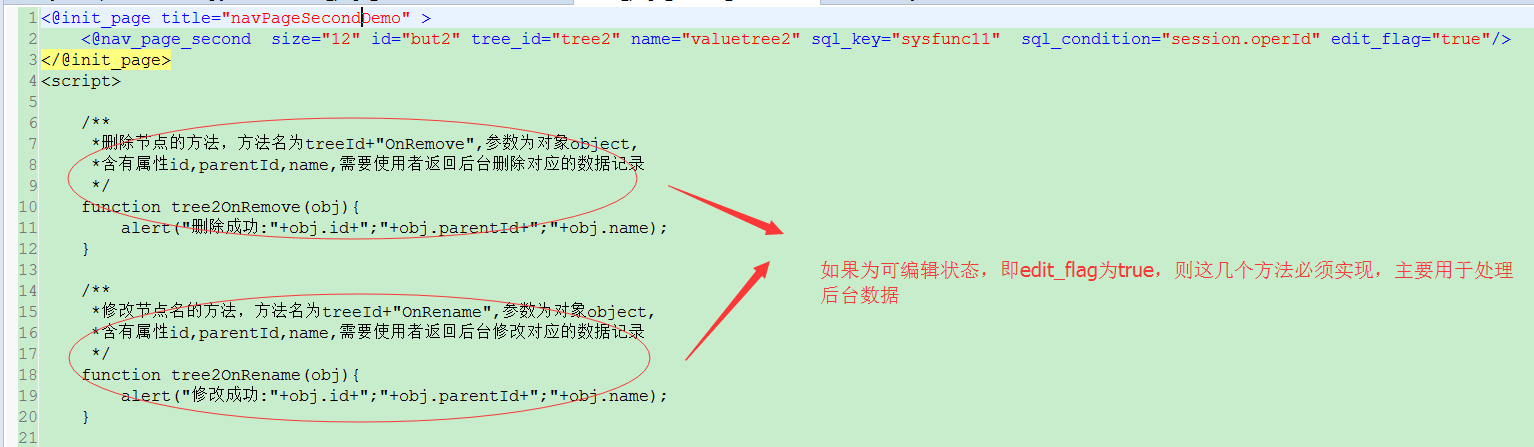 1 <@init_page title="navPageSecondDemo" >
2 <@nav_page_second size="12" id="but2" tree_id="tree2" name="valuetree2" sql_key="sysfunc11" sql_condition="session.operId" edit_flag="true"/>
3 </@init_page>
4 <script>
5
6 /**
7 *删除节点的方法，方法名为treeId+"OnRemove",参数为对象object,
8 *含有属性id,parentId,name,需要使用者返回后台删除对应的数据记录
9 */
10 function tree2OnRemove(obj){
11 alert("删除成功:"+obj.id+";"+obj.parentId+";"+obj.name);
12 }
13
14 /**
15 *修改节点名的方法，方法名为treeId+"OnRename",参数为对象object,
16 *含有属性id,parentId,name,需要使用者返回后台修改对应的数据记录
17 */
18 function tree2OnRename(obj){
19 alert("修改成功:"+obj.id+";"+obj.parentId+";"+obj.name);
20 }
21
如果为可编辑状态，即edit_flag为true，则这几个方法必须实现，主要用于处理
后台数据